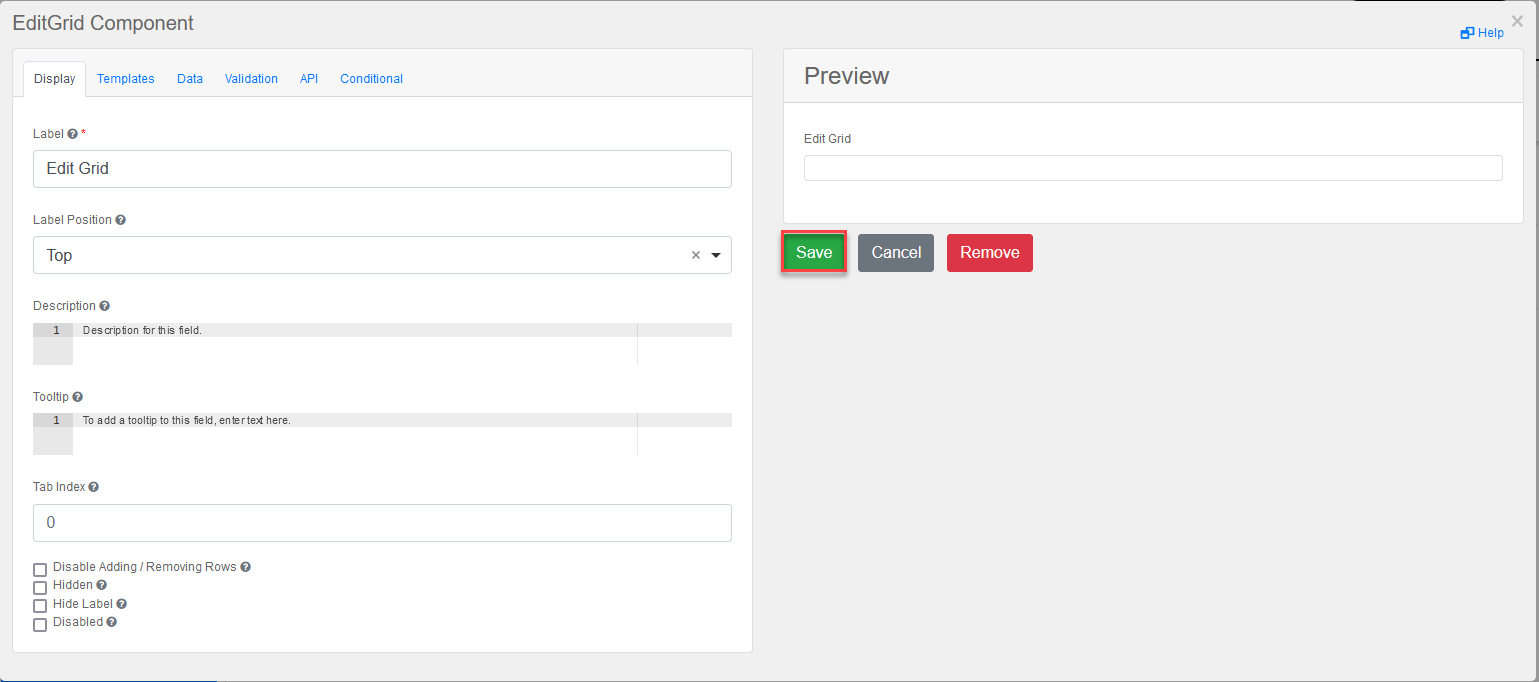 EditGrid Component
×
Help
Display Templates Data Validation API Conditional
Label *
Edit Grid
Label Position
Top ×
Description
1 Description for this field.
Tooltip
1 To add a tooltip to this field, enter text here.
Tab Index
0
Disable Adding / Removing Rows
Hidden
Hide Label
Disabled
Preview
Edit Grid
Save Cancel Remove